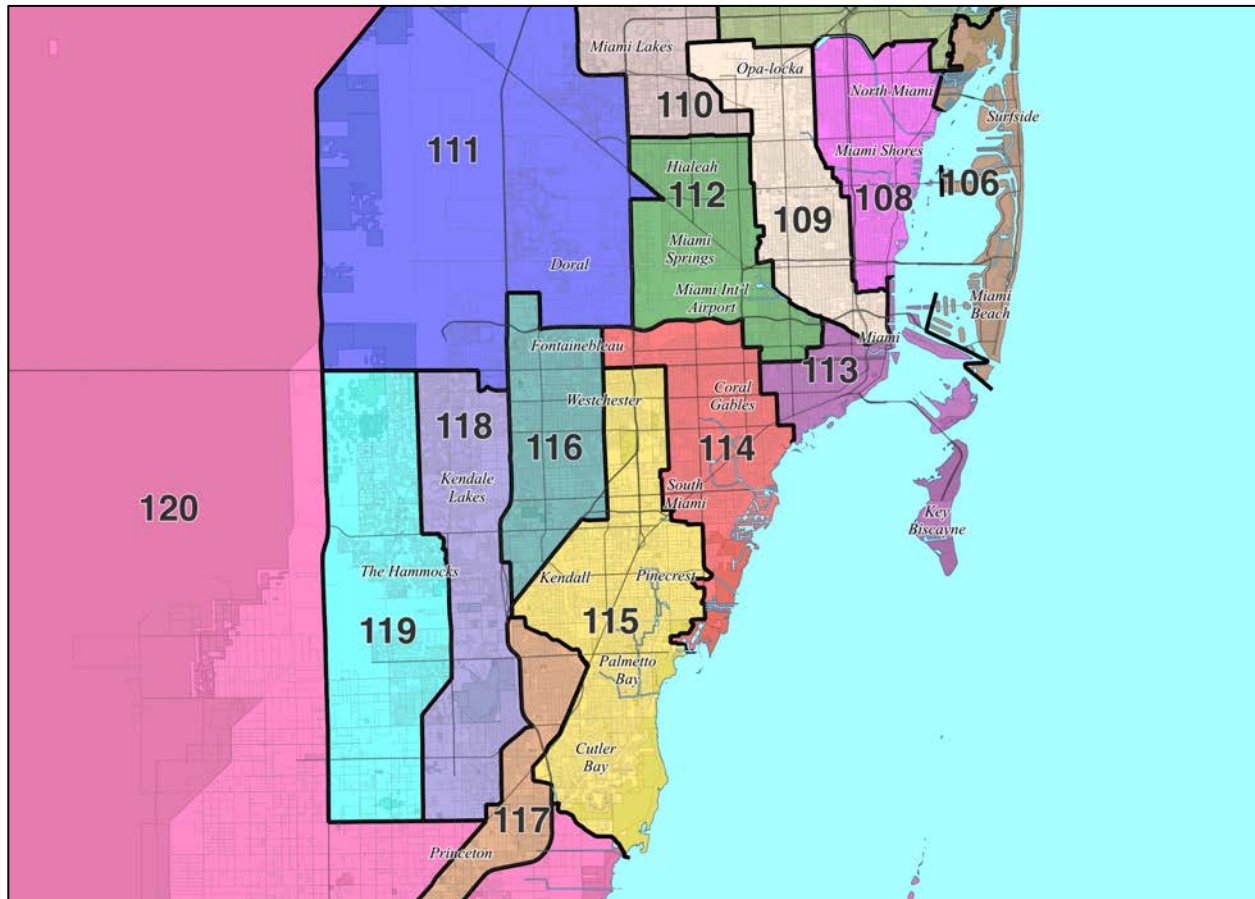 Miami Lakes
Opa-locka
110
North Miami
Surfside
111
Miami Shores
Hialeah
112
108
106
109
Miami
Springs
Doral
Miami Int'l
Airport
Miami
Beach
Fontainebleau
Miami
113
Westchester
Coral
Gables
118
116
114
Kendale
Lakes
South
Miami
120
Key
Biscayne
The Hammocks
Kendall
Pinecrest
119
115
Palmetto
Bay
Cutler
Bay
117
Princeton